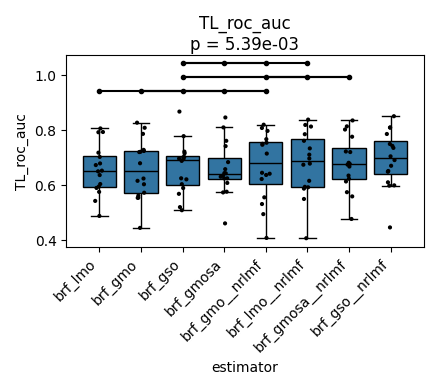 TL_roc_auc
p = 5.39e-03
TL_roc_auc
1.0
0.8
0.6
0.4
brf_lmo
brf_gmo
brf_gso
brf_gmosa
brf_gmo__nrlmf
brf_lmo__nrlmf
brf_gmosa__nrlmf
brf_gso__nrlmf
estimator